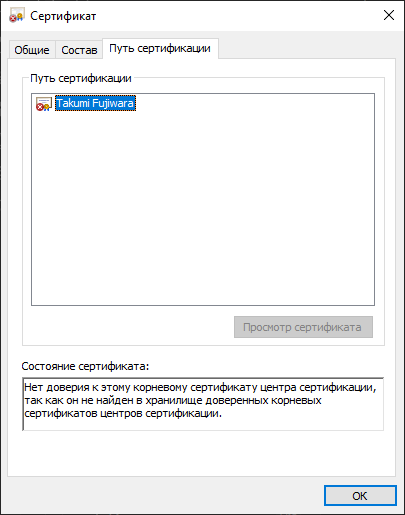 Сертификат
Общие Состав Путь сертификации
Путь сертификации
Takumi Fujiwara
Просмотр сертификата
Состояние сертификата:
Нет доверия к этому корневому сертификату центра сертификации,
так как он не найден в хранилище доверенных корневых
сертификатов центров сертификации.
ОК